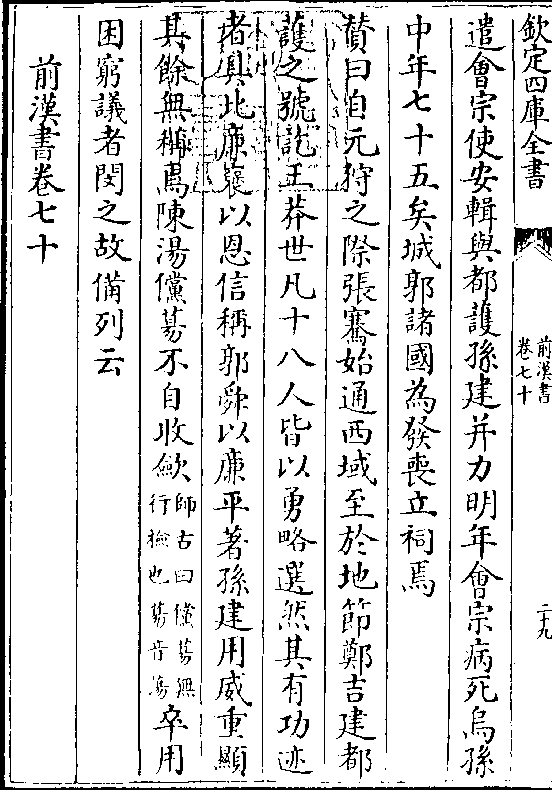 欽定四庫全書
前漢書
卷七十
二十九
遣會宗使安輯與都護孫建并力明年會宗病死烏孫
中年七十五矣城郭諸國為發喪立祠焉
贊曰自元狩之際張騫始通西域至於地節鄭吉建都
護之號訖王莽世凡十八人皆以勇略選然其有功迹
者具此廉襃以恩信稱郭舜以廉平著孫建用威重顯
其餘無稱焉陳湯儻蕩不自收斂師古曰儻蕩無行檢也蕩音蕩卒用
困窮議者閔之故備列云
前漢書卷七十